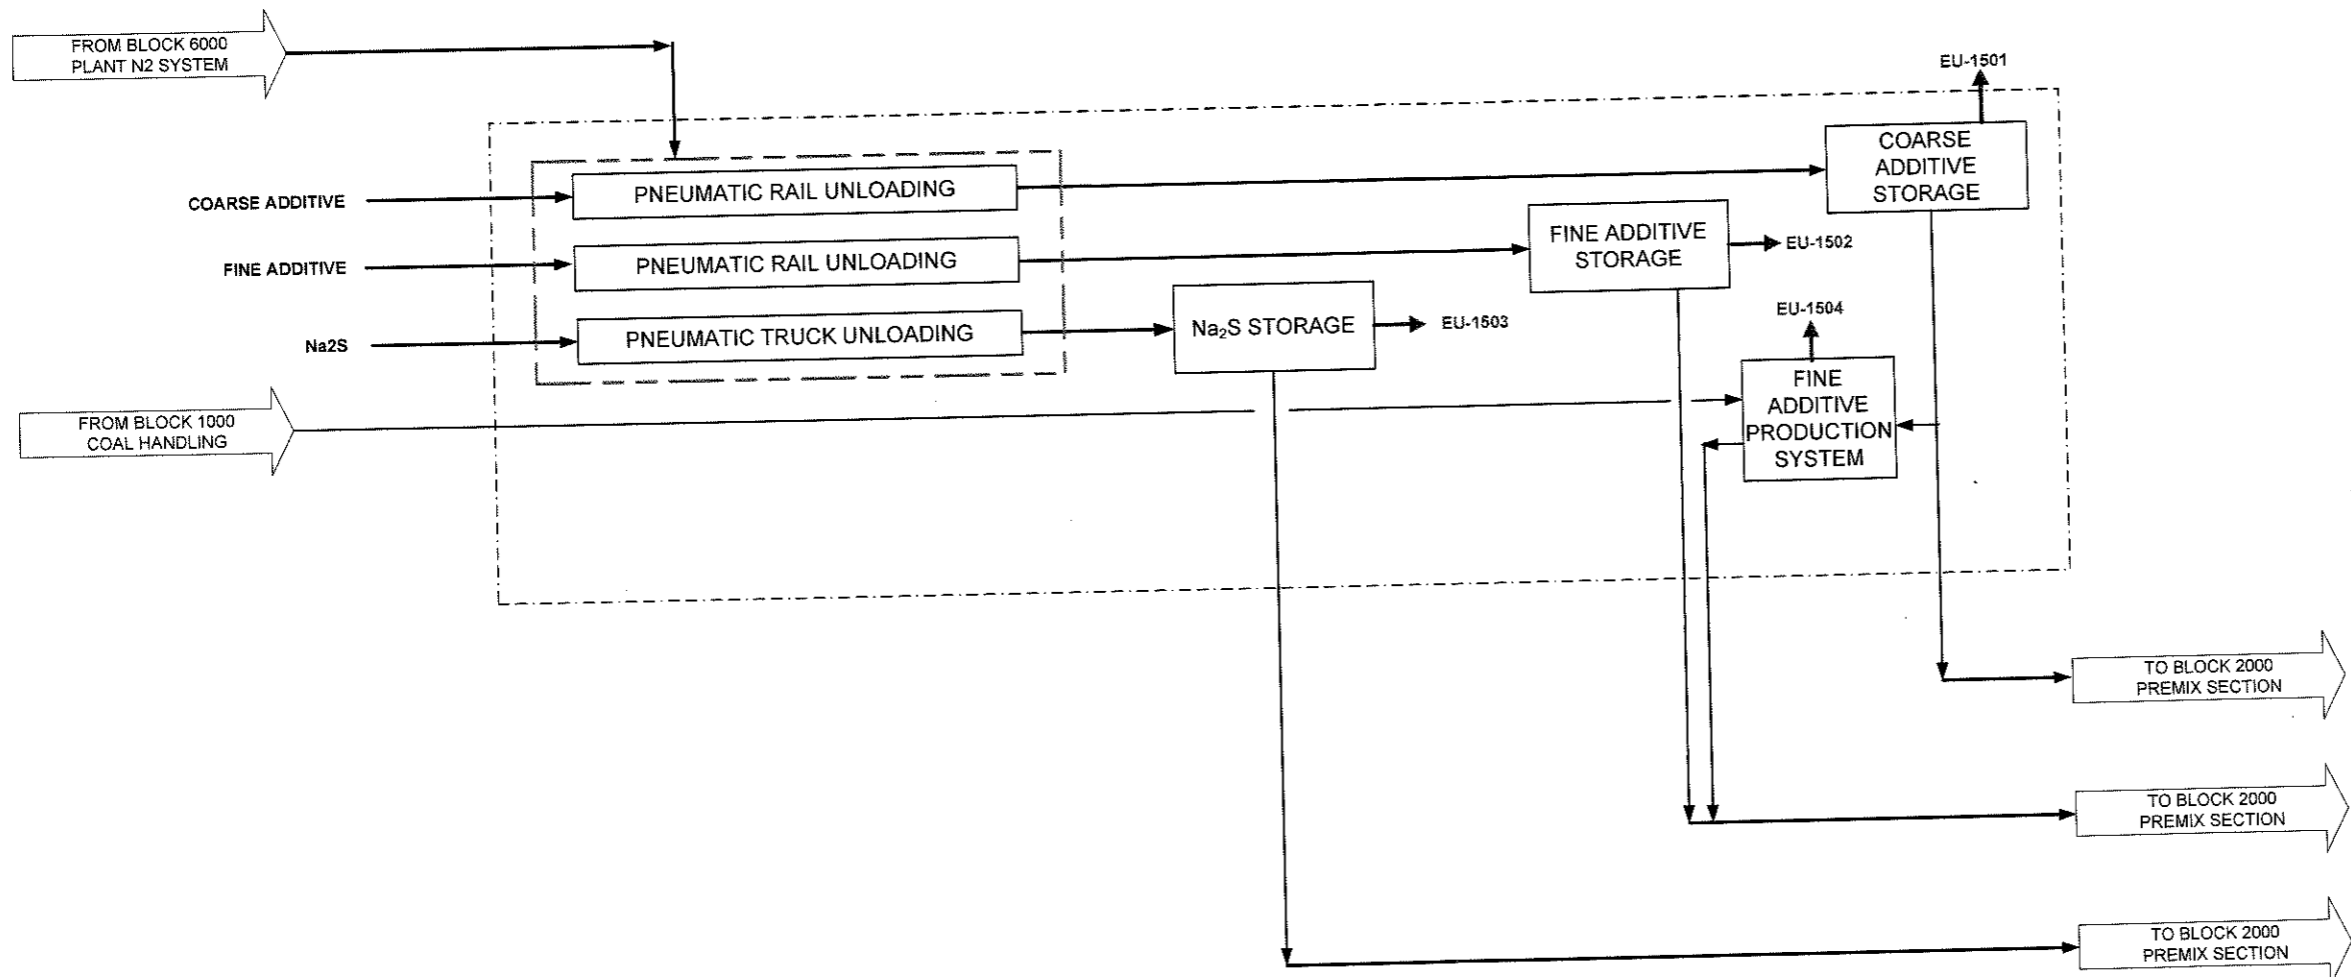 FROM BLOCK 6000
PLANT N2 SYSTEM
EU-1501
COARSE
ADDITIVE
STORAGE
COARSE ADDITIVE
PNEUMATIC RAIL UNLOADING
FINE ADDITIVE
STORAGE
EU-1502
FINE ADDITIVE
PNEUMATIC RAIL UNLOADING
Na2S
PNEUMATIC TRUCK UNLOADING
Na₂S STORAGE
EU-1503
EU-1504
FINE
ADDITIVE
PRODUCTION
SYSTEM
FROM BLOCK 1000
COAL HANDLING
TO BLOCK 2000
PREMIX SECTION
TO BLOCK 2000
PREMIX SECTION
TO BLOCK 2000
PREMIX SECTION